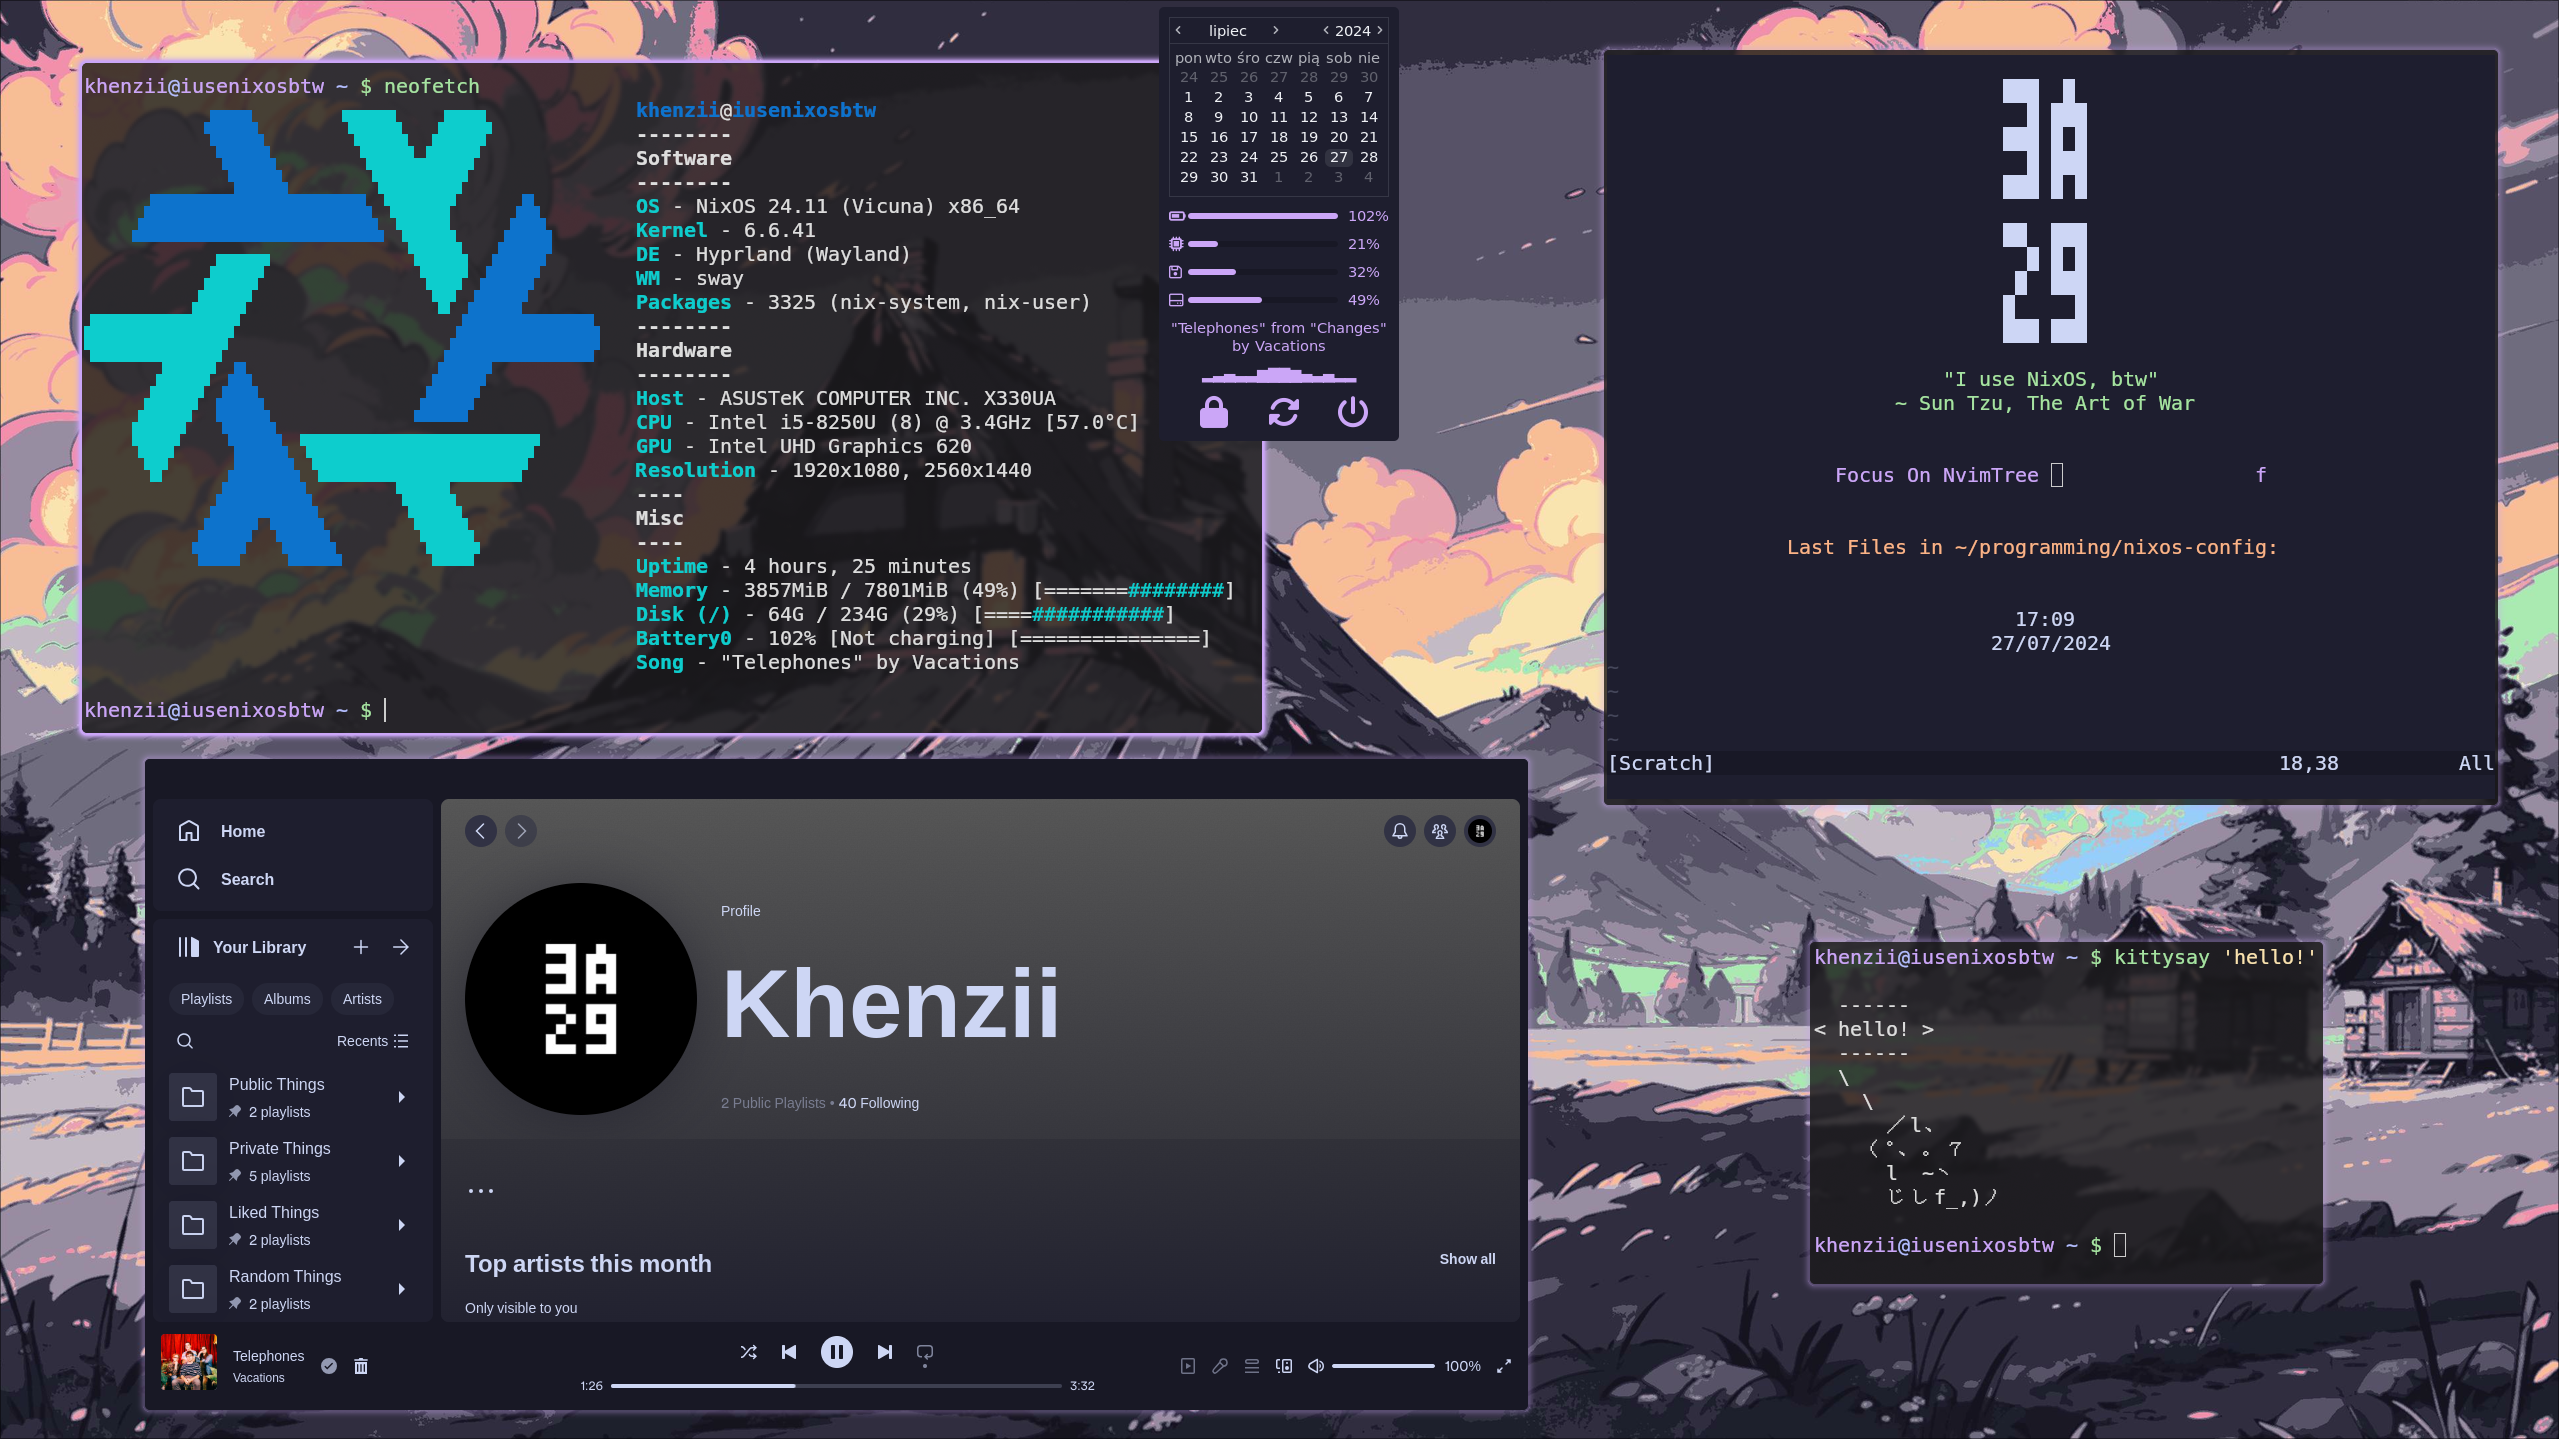 khenzii@iusenixosbtw ~ $ neofetch
khenzii@iusenixosbtw
--------
Software
--------
OS - NixOS 24.11 (Vicuna) x86_64
Kernel - 6.6.41
DE - Hyprland (Wayland)
WM - sway
Packages - 3325 (nix-system, nix-user)
--------
Hardware
--------
Host - ASUSTeK COMPUTER INC. X330UA
CPU - Intel i5-8250U (8) @ 3.4GHz [57.0°C]
GPU - Intel UHD Graphics 620
Resolution - 1920x1080, 2560x1440
----
Misc
----
Uptime - 4 hours, 25 minutes
Memory - 3857MiB / 7801MiB (49%) [=======########]
Disk (/) - 64G / 234G (29%) [====###########]
Battery0 - 102% [Not charging] [===============]
Song - "Telephones" by Vacations
khenzii@iusenixosbtw ~ $
lipiec 2024
pon wto śro czw pią sob nie
24 25 26 27 28 29 30
1 2 3 4 5 6 7
8 9 10 11 12 13 14
15 16 17 18 19 20 21
22 23 24 25 26 27 28
29 30 31 1 2 3 4
102%
21%
32%
49%
"Telephones" from "Changes"
by Vacations
3A
29
"I use NixOS, btw"
~ Sun Tzu, The Art of War
Focus On NvimTree f
Last Files in ~/programming/nixos-config:
17:09
27/07/2024
~
~
~
~
[Scratch] 18,38 All
Home
Search
Your Library
Playlists Albums Artists
Recents
Public Things
2 playlists
Private Things
5 playlists
Liked Things
2 playlists
Random Things
2 playlists
3A
29
3A
29
Profile
Khenzii
2 Public Playlists • 40 Following
Top artists this month
Show all
Only visible to you
Telephones
Vacations
1:26 3:32
100%
khenzii@iusenixosbtw ~ $ kittysay 'hello!'
------
< hello! >
------
\
\
／l、
（ﾟ､ 。７
l ~ヽ
じしf_,)ノ
khenzii@iusenixosbtw ~ $